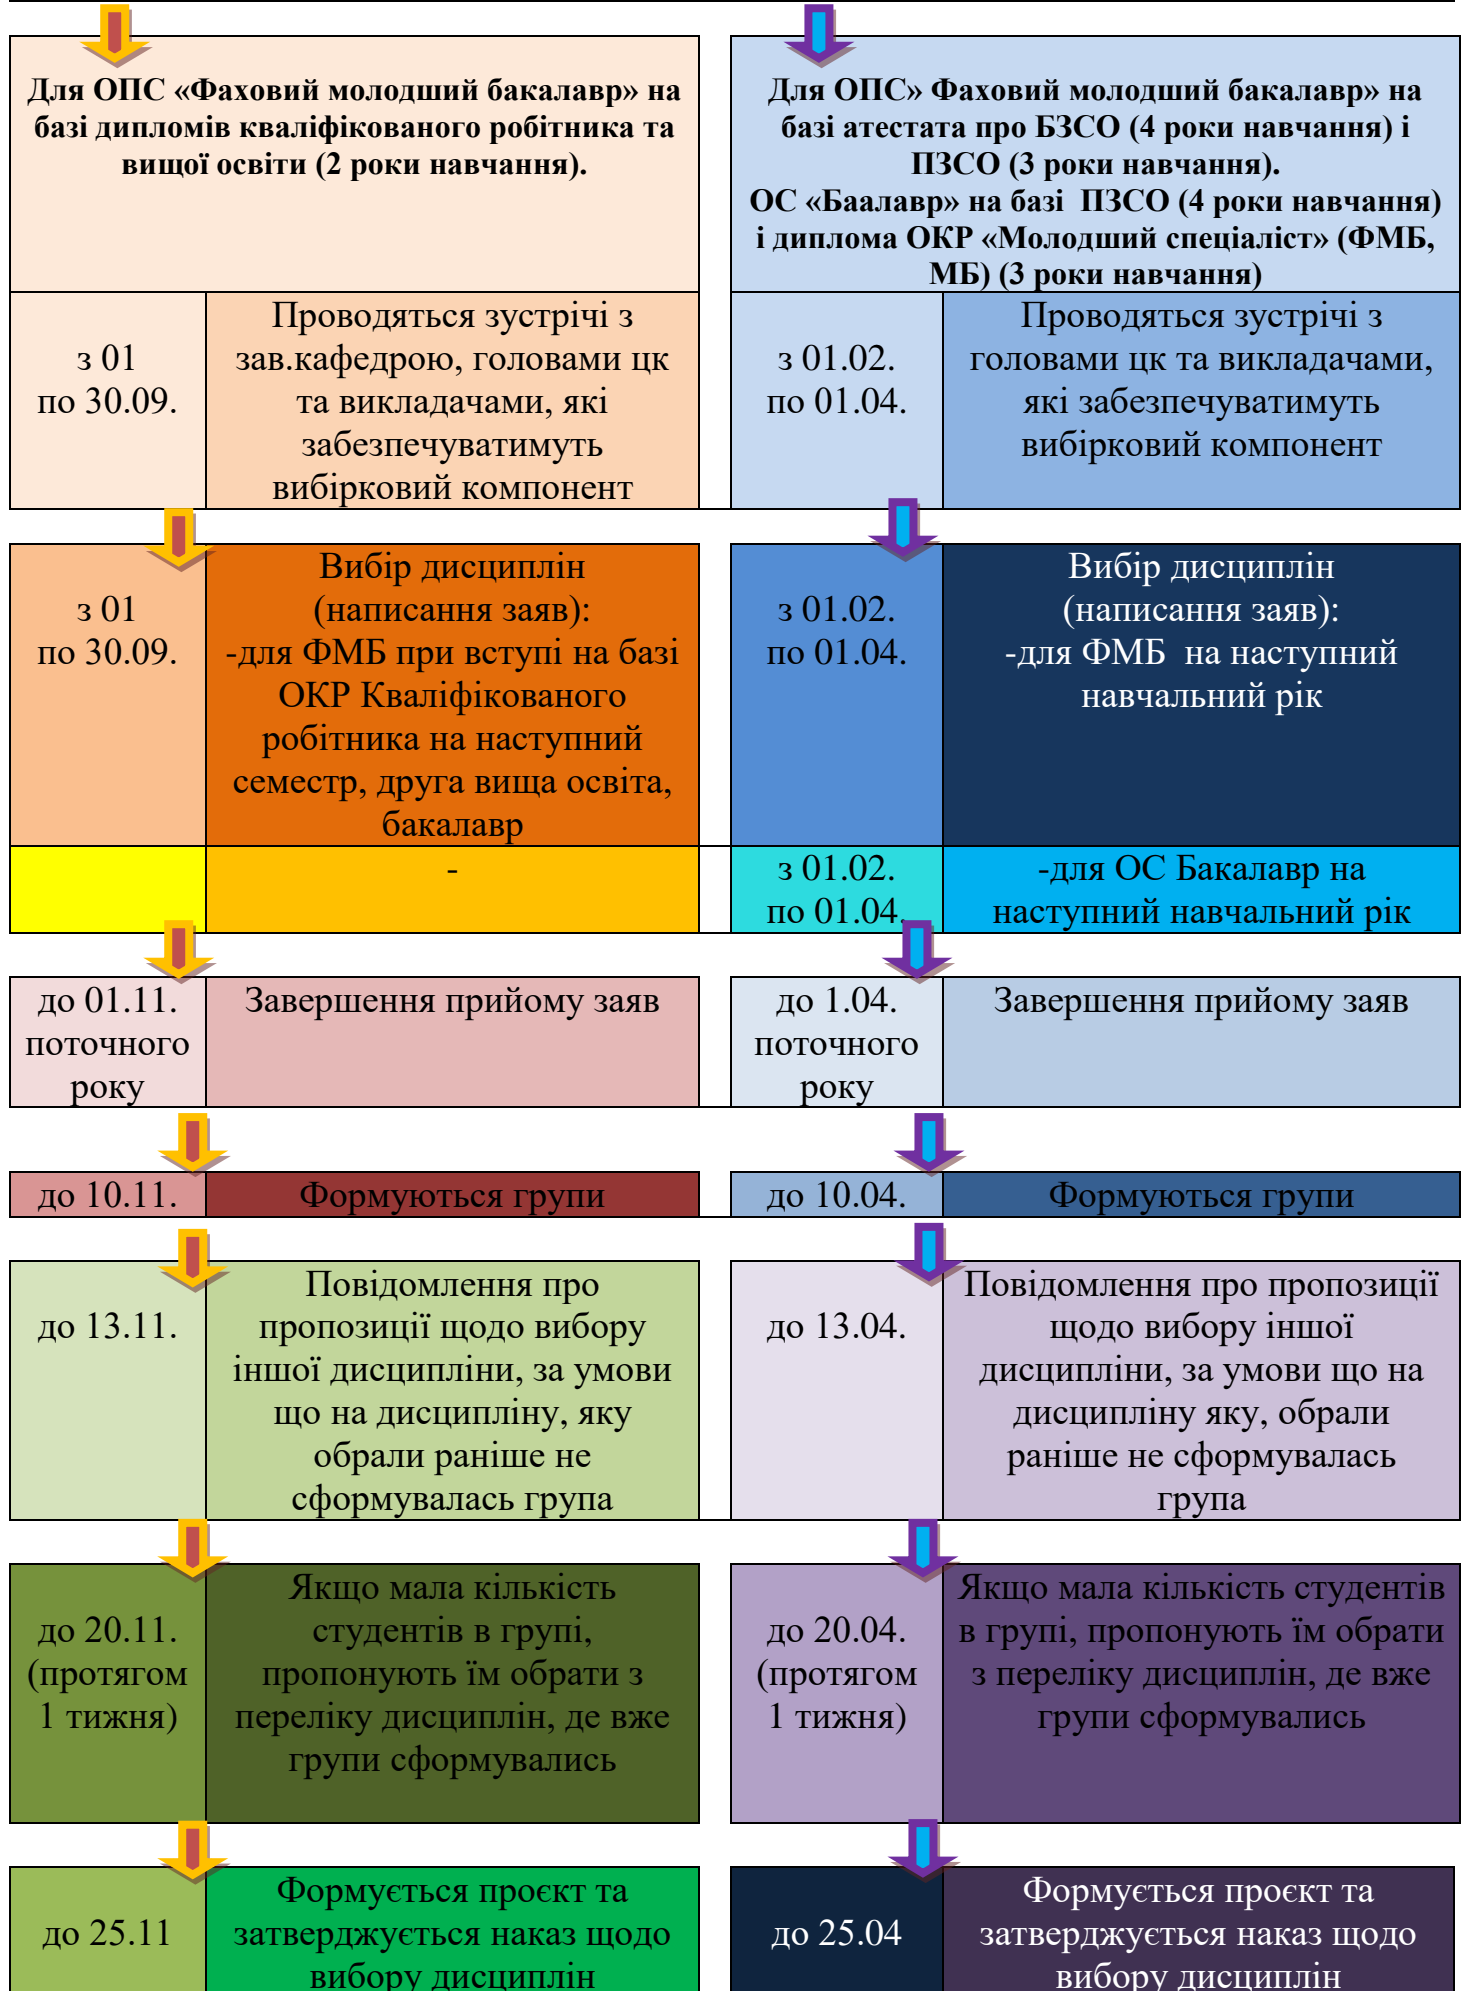 Для ОПС «Фаховий молодший бакалавр» на
базі дипломів кваліфікованого робітника та
вищої освіти (2 роки навчання).
Для ОПС» Фаховий молодший бакалавр» на
базі атестата про БЗСО (4 роки навчання) і
ПЗСО (3 роки навчання).
ОС «Баалавр» на базі ПЗСО (4 роки навчання)
і диплома ОКР «Молодший спеціаліст» (ФМБ,
МБ) (3 роки навчання)
з 01
по 30.09.
Проводяться зустрічі з
зав.кафедрою, головами цк
та викладачами, які
забезпечуватимуть
вибірковий компонент
з 01.02.
по 01.04.
Проводяться зустрічі з
головами цк та викладачами,
які забезпечуватимуть
вибірковий компонент
з 01
по 30.09.
Вибір дисциплін
(написання заяв):
-для ФМБ при вступі на базі
ОКР Кваліфікованого
робітника на наступний
семестр, друга вища освіта,
бакалавр
з 01.02.
по 01.04.
Вибір дисциплін
(написання заяв):
-для ФМБ на наступний
навчальний рік
-
з 01.02.
по 01.04.
-для ОС Бакалавр на
наступний навчальний рік
до 01.11.
поточного
року
Завершення прийому заяв
до 1.04.
поточного
року
Завершення прийому заяв
до 10.11.
Формуються групи
до 10.04.
Формуються групи
до 13.11.
Повідомлення про
пропозиції щодо вибору
іншої дисципліни, за умови
що на дисципліну, яку
обрали раніше не
сформувалась група
до 13.04.
Повідомлення про пропозиції
щодо вибору іншої
дисципліни, за умови що на
дисципліну яку, обрали
раніше не сформувалась
група
до 20.11.
(протягом
1 тижня)
Якщо мала кількість
студентів в групі,
пропонують їм обрати з
переліку дисциплін, де вже
групи сформувались
до 20.04.
(протягом
1 тижня)
Якщо мала кількість студентів
в групі, пропонують їм обрати
з переліку дисциплін, де вже
групи сформувались
до 25.11
Формується проєкт та
затверджується наказ щодо
вибору дисциплін
до 25.04
Формується проєкт та
затверджується наказ щодо
вибору дисциплін